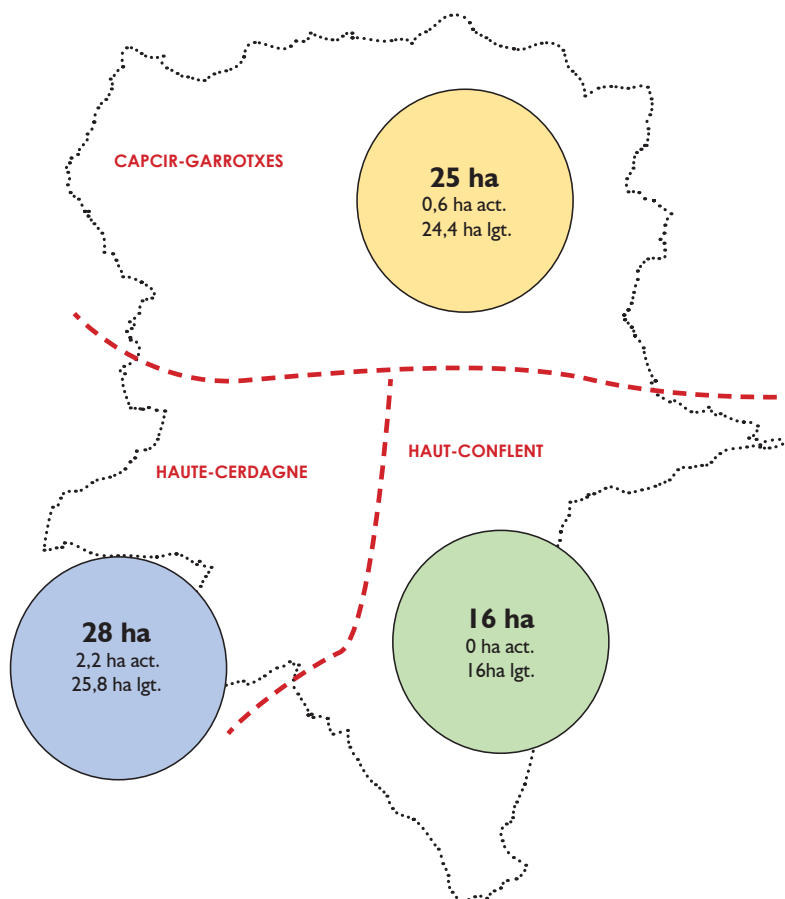 CAPCIR-GARROTXES
25 ha
0,6 ha act.
24,4 ha lgt.
HAUTE-CERDAGNE
HAUT-CONFLENT
28 ha
2,2 ha act.
25,8 ha lgt.
16 ha
0 ha act.
16ha lgt.